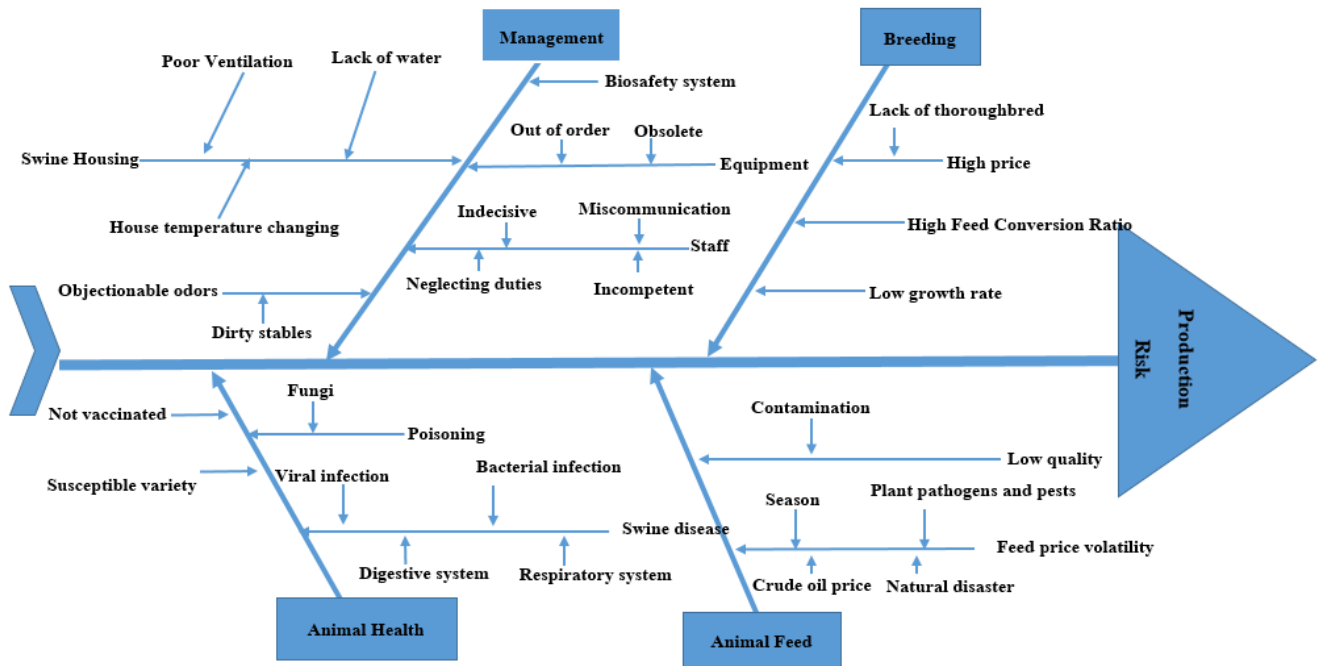 Management
Breeding
Poor Ventilation
Lack of water
Biosafety system
Lack of thoroughbred
Out of order
Obsolete
Swine Housing
Equipment
High price
Indecisive
Miscommunication
House temperature changing
High Feed Conversion Ratio
Staff
Neglecting duties
Incompetent
Objectionable odors
Low growth rate
Dirty stables
Production
Risk
Fungi
Not vaccinated
Contamination
Poisoning
Low quality
Viral infection
Bacterial infection
Susceptible variety
Season
Plant pathogens and pests
Swine disease
Feed price volatility
Digestive system
Respiratory system
Crude oil price
Natural disaster
Animal Health
Animal Feed